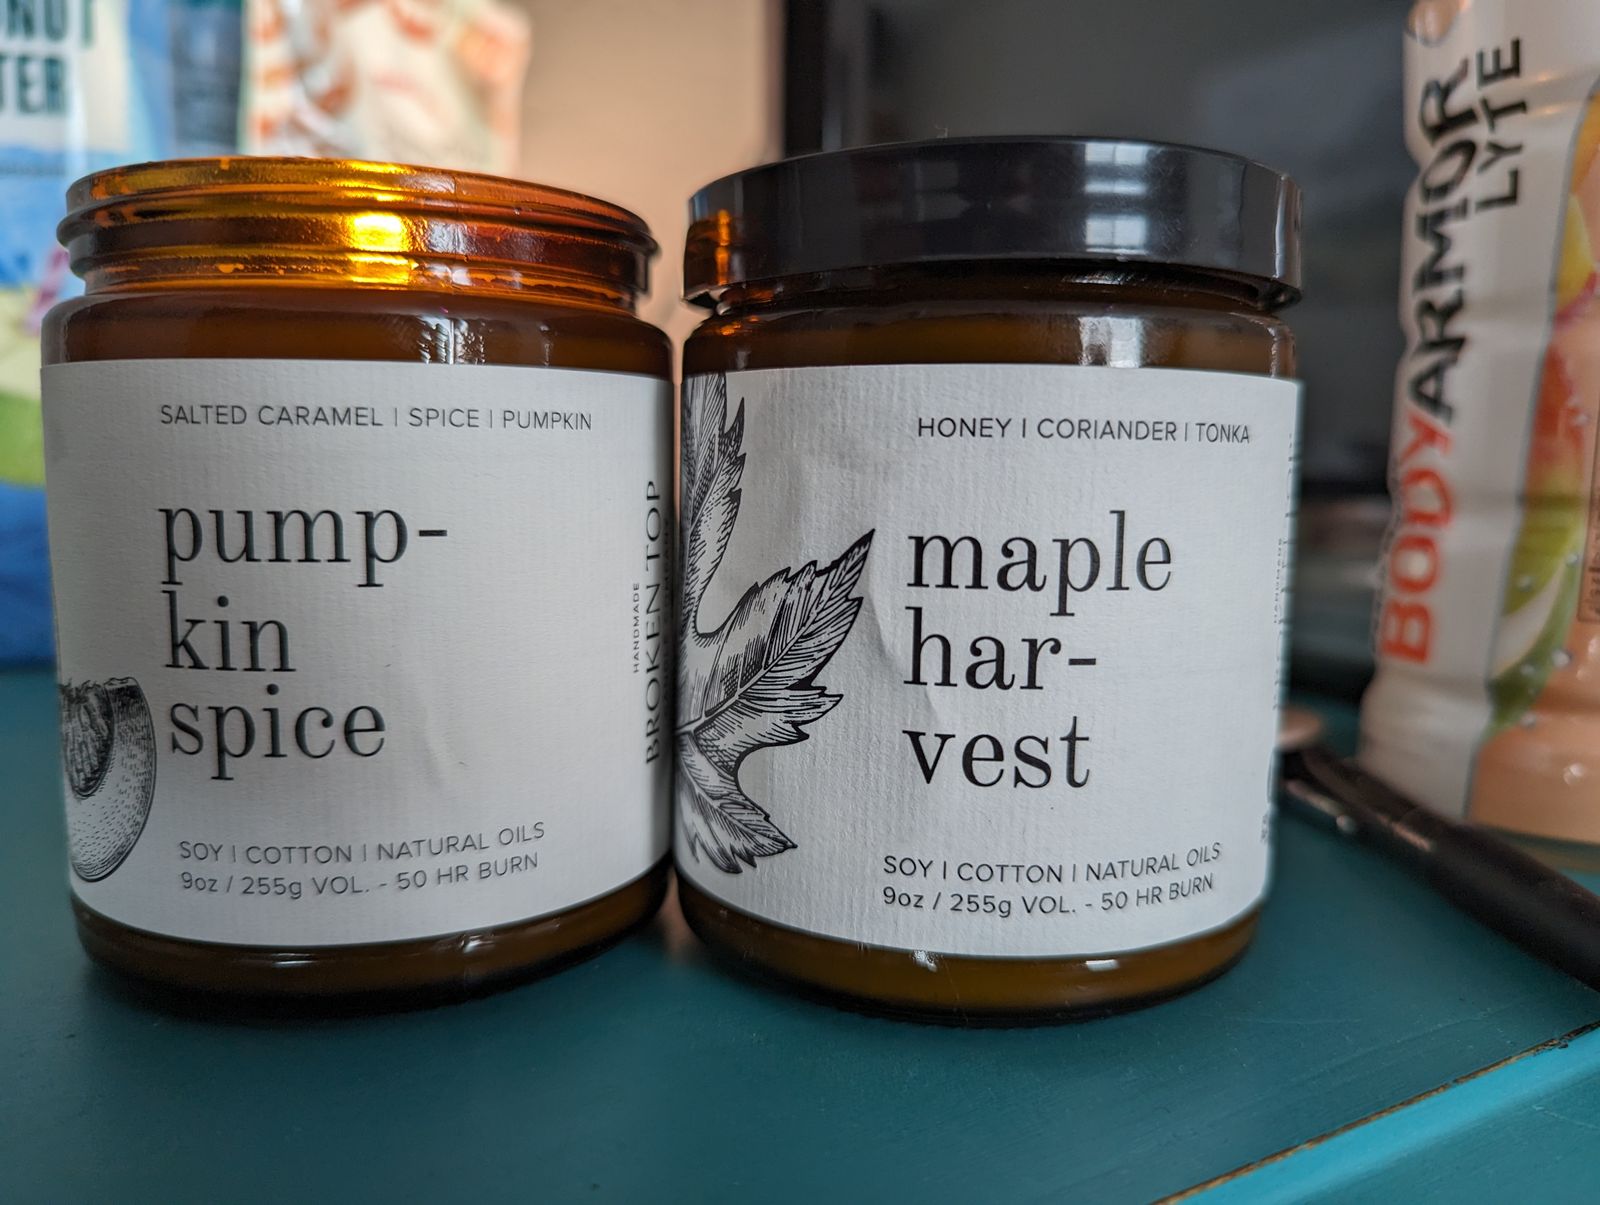 SALTED CARAMEL | SPICE | PUMPKIN
pump-
kin
spice
SOY | COTTON | NATURAL OILS
9oz / 255g VOL. - 50 HR BURN
HANDMADE
BROKEN TOP
HONEY | CORIANDER | TONKA
maple
har-
vest
SOY | COTTON | NATURAL OILS
9oz / 255g VOL. - 50 HR BURN
BODYARMOR
LYTE